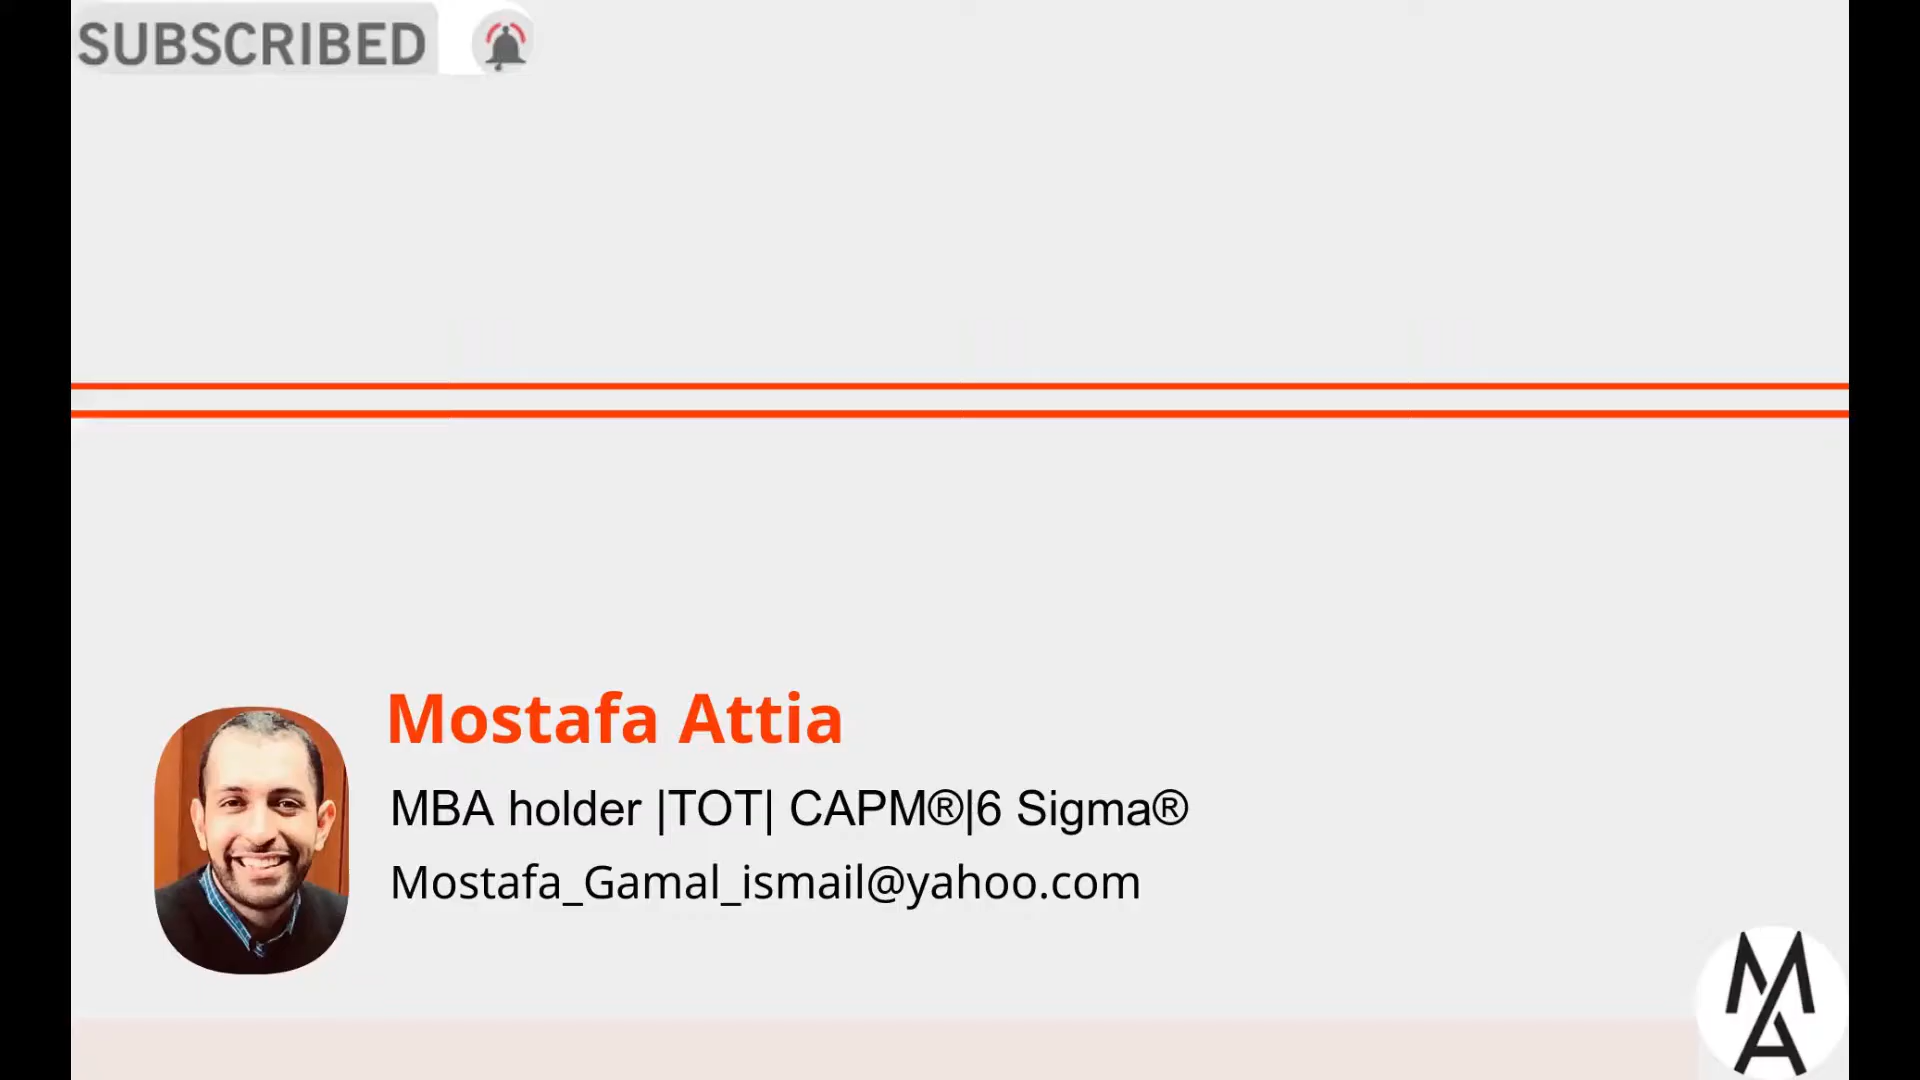 SUBSCRIBED
Mostafa Attia
MBA holder |TOT| CAPM®|6 Sigma®
Mostafa_Gamal_ismail@yahoo.com
MA